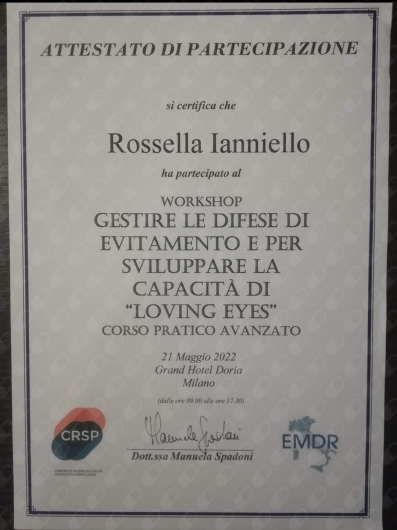 ATTESTATO DI PARTECIPAZIONE
si certifica che
Rossella Ianniello
ha partecipato al
WORKSHOP
GESTIRE LE DIFESE DI
EVITAMENTO E PER
SVILUPPARE LA
CAPACITÀ DI
“LOVING EYES”
CORSO PRATICO AVANZATO
21 Maggio 2022
Grand Hotel Doria
Milano
(dalle ore 09.00 alle ore 17.30)
Manuela Spadoni
Dott.ssa Manuela Spadoni
CRSP
EMDR